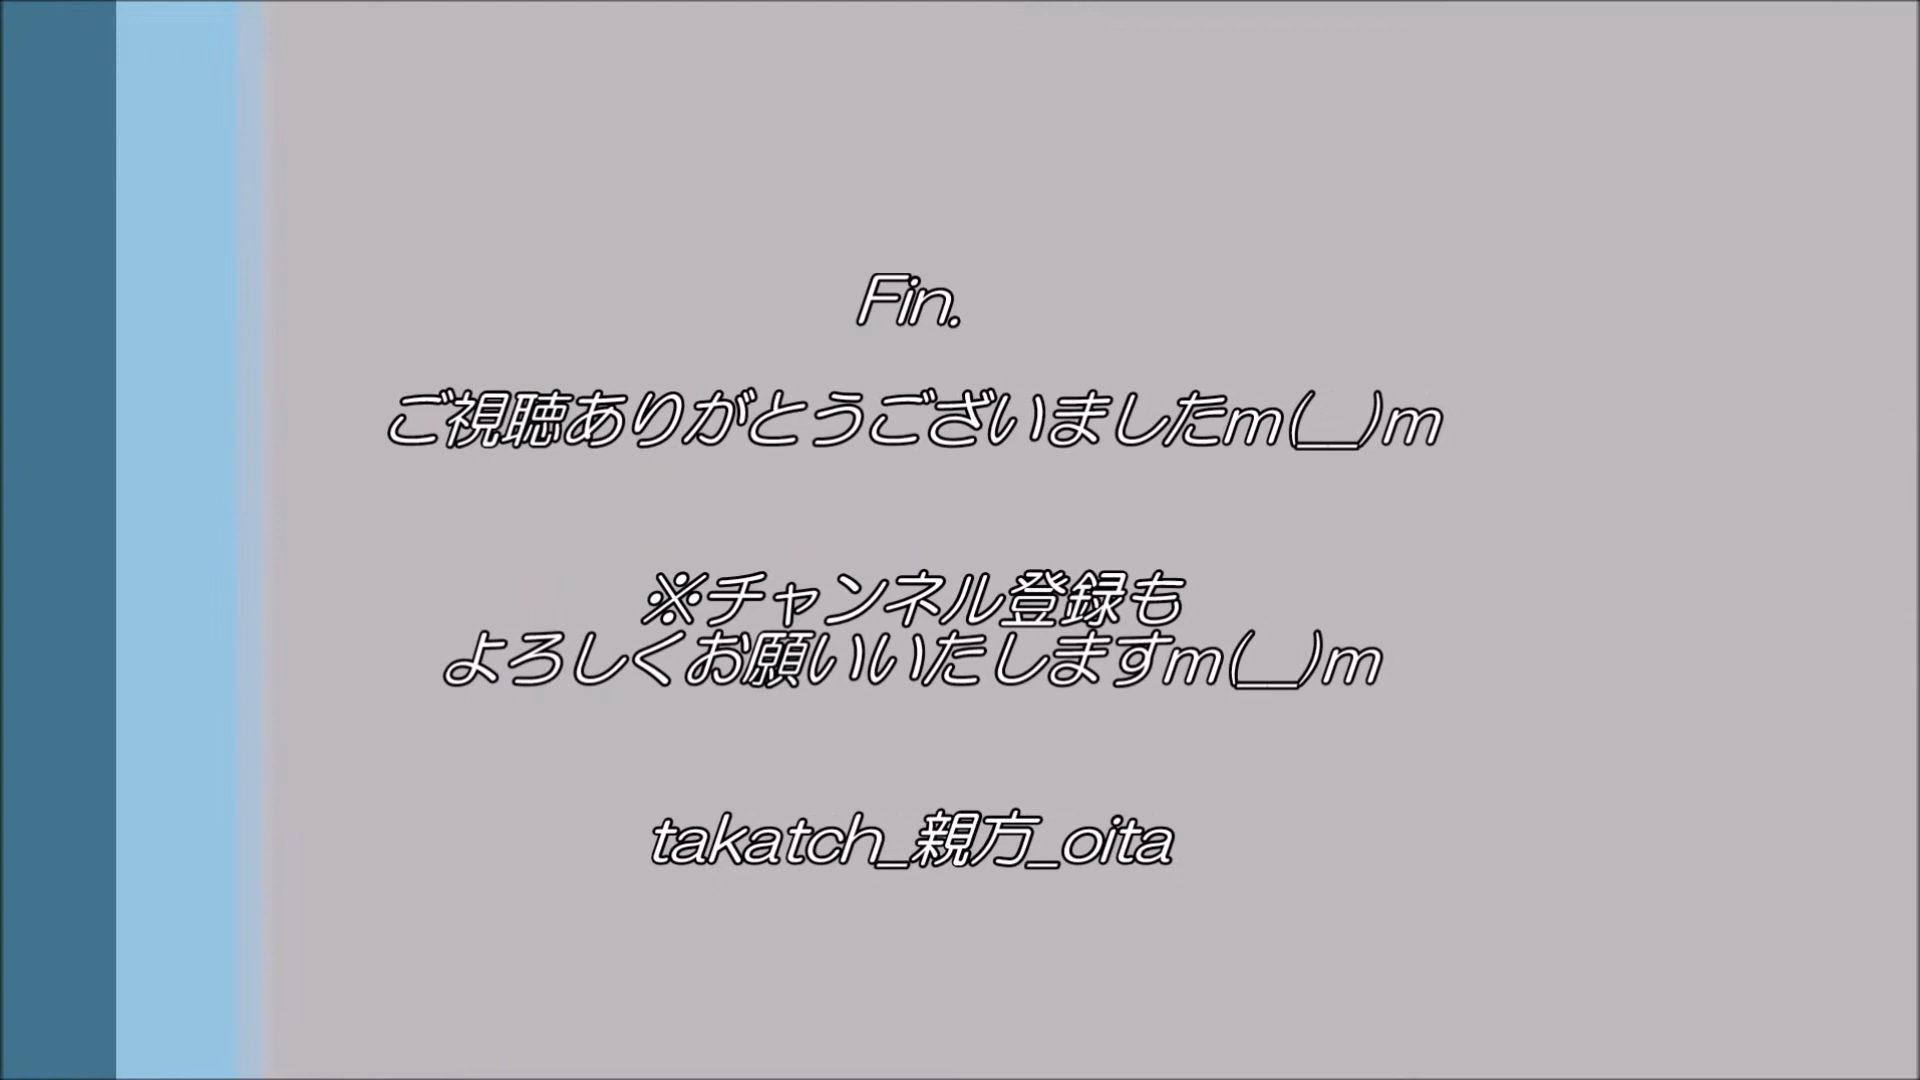 Fin.
ご視聴ありがとうございましたm(__)m
※チャンネル登録も
よろしくお願いいたしますm(__)m
takatch_親方_oita